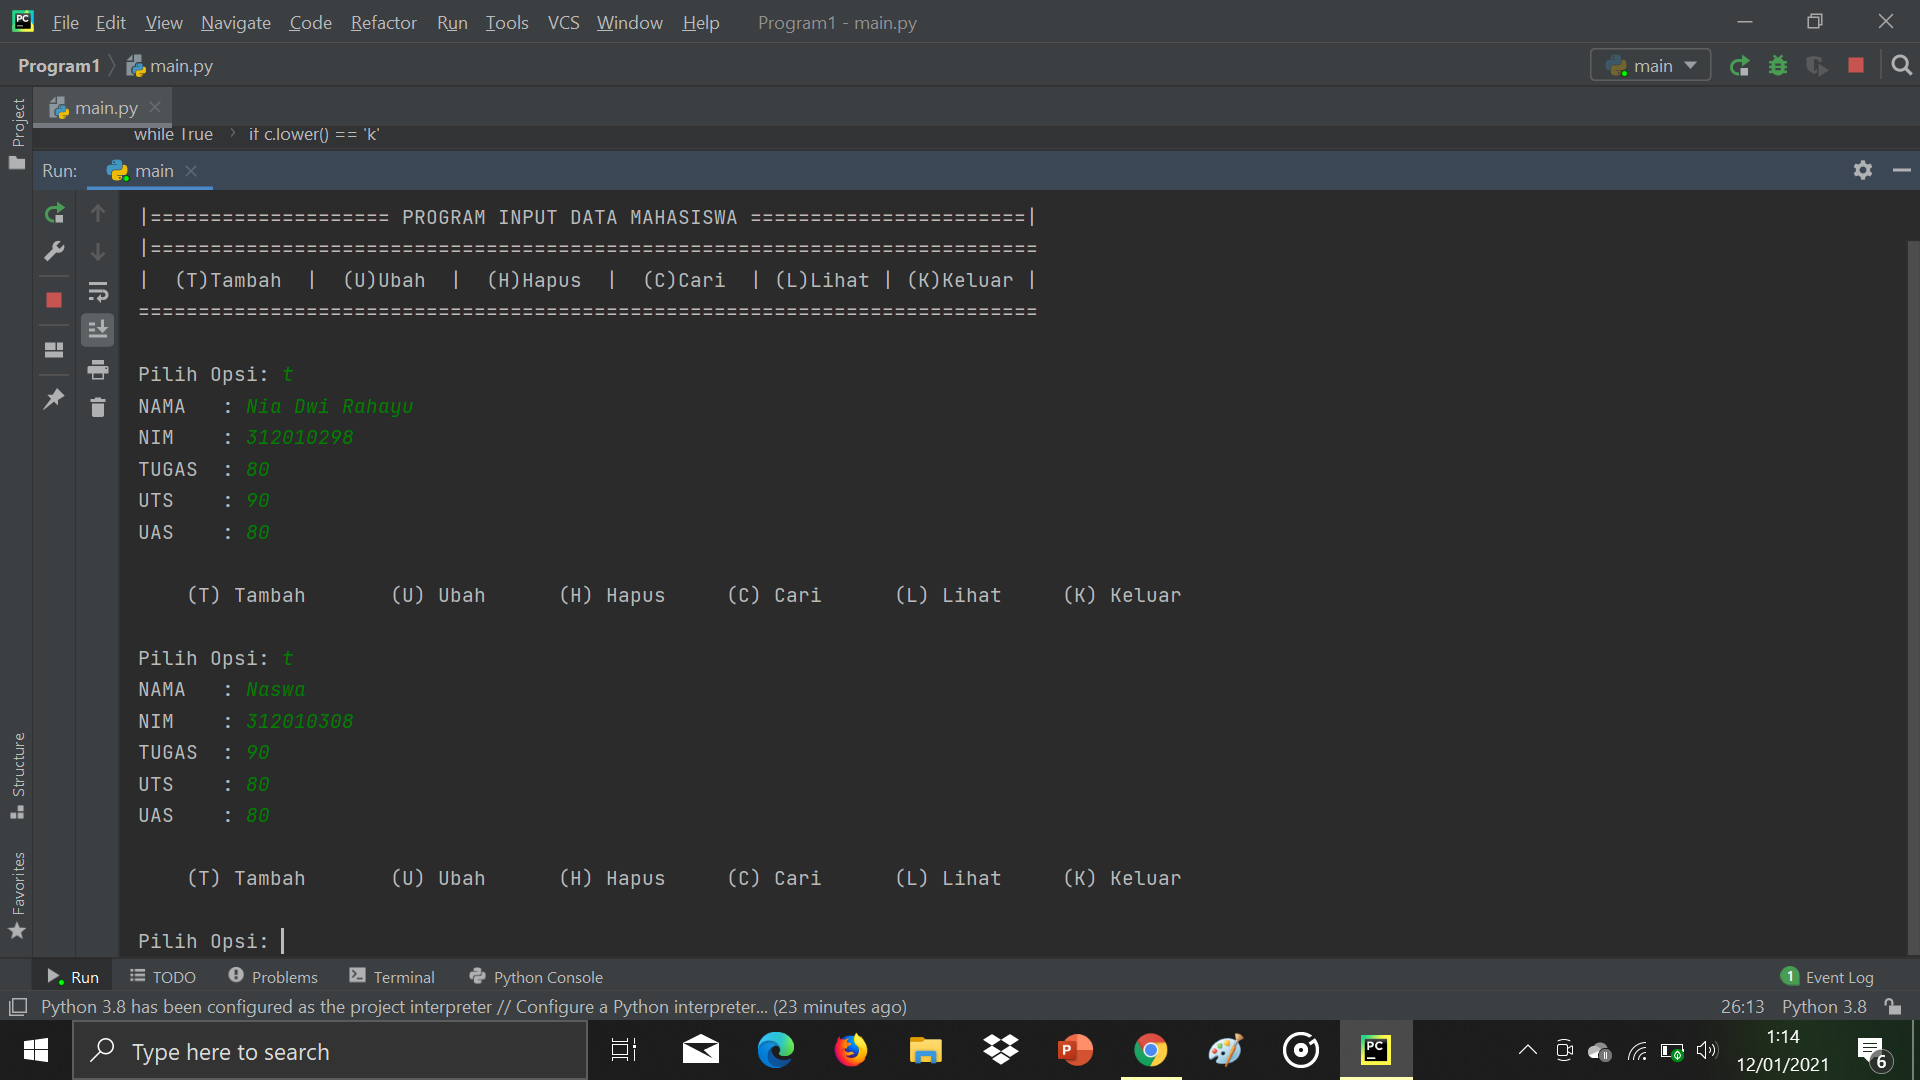 File Edit View Navigate Code Refactor Run Tools VCS Window Help Program1 - main.py
Program1 main.py main
Project
main.py
while True › if c.lower() == 'k'
Run: main
|==================== PROGRAM INPUT DATA MAHASISWA =======================|
|==========================================================================
| (T)Tambah | (U)Ubah | (H)Hapus | (C)Cari | (L)Lihat | (K)Keluar |
===========================================================================
Pilih Opsi: t
NAMA : Nia Dwi Rahayu
NIM : 312010298
TUGAS : 80
UTS : 90
UAS : 80
(T) Tambah (U) Ubah (H) Hapus (C) Cari (L) Lihat (K) Keluar
Pilih Opsi: t
NAMA : Naswa
NIM : 312010308
TUGAS : 90
UTS : 80
UAS : 80
(T) Tambah (U) Ubah (H) Hapus (C) Cari (L) Lihat (K) Keluar
Pilih Opsi:
Structure
Favorites
Run TODO Problems Terminal Python Console 1 Event Log
Python 3.8 has been configured as the project interpreter // Configure a Python interpreter... (23 minutes ago) 26:13 Python 3.8
Type here to search
1:14
12/01/2021
6